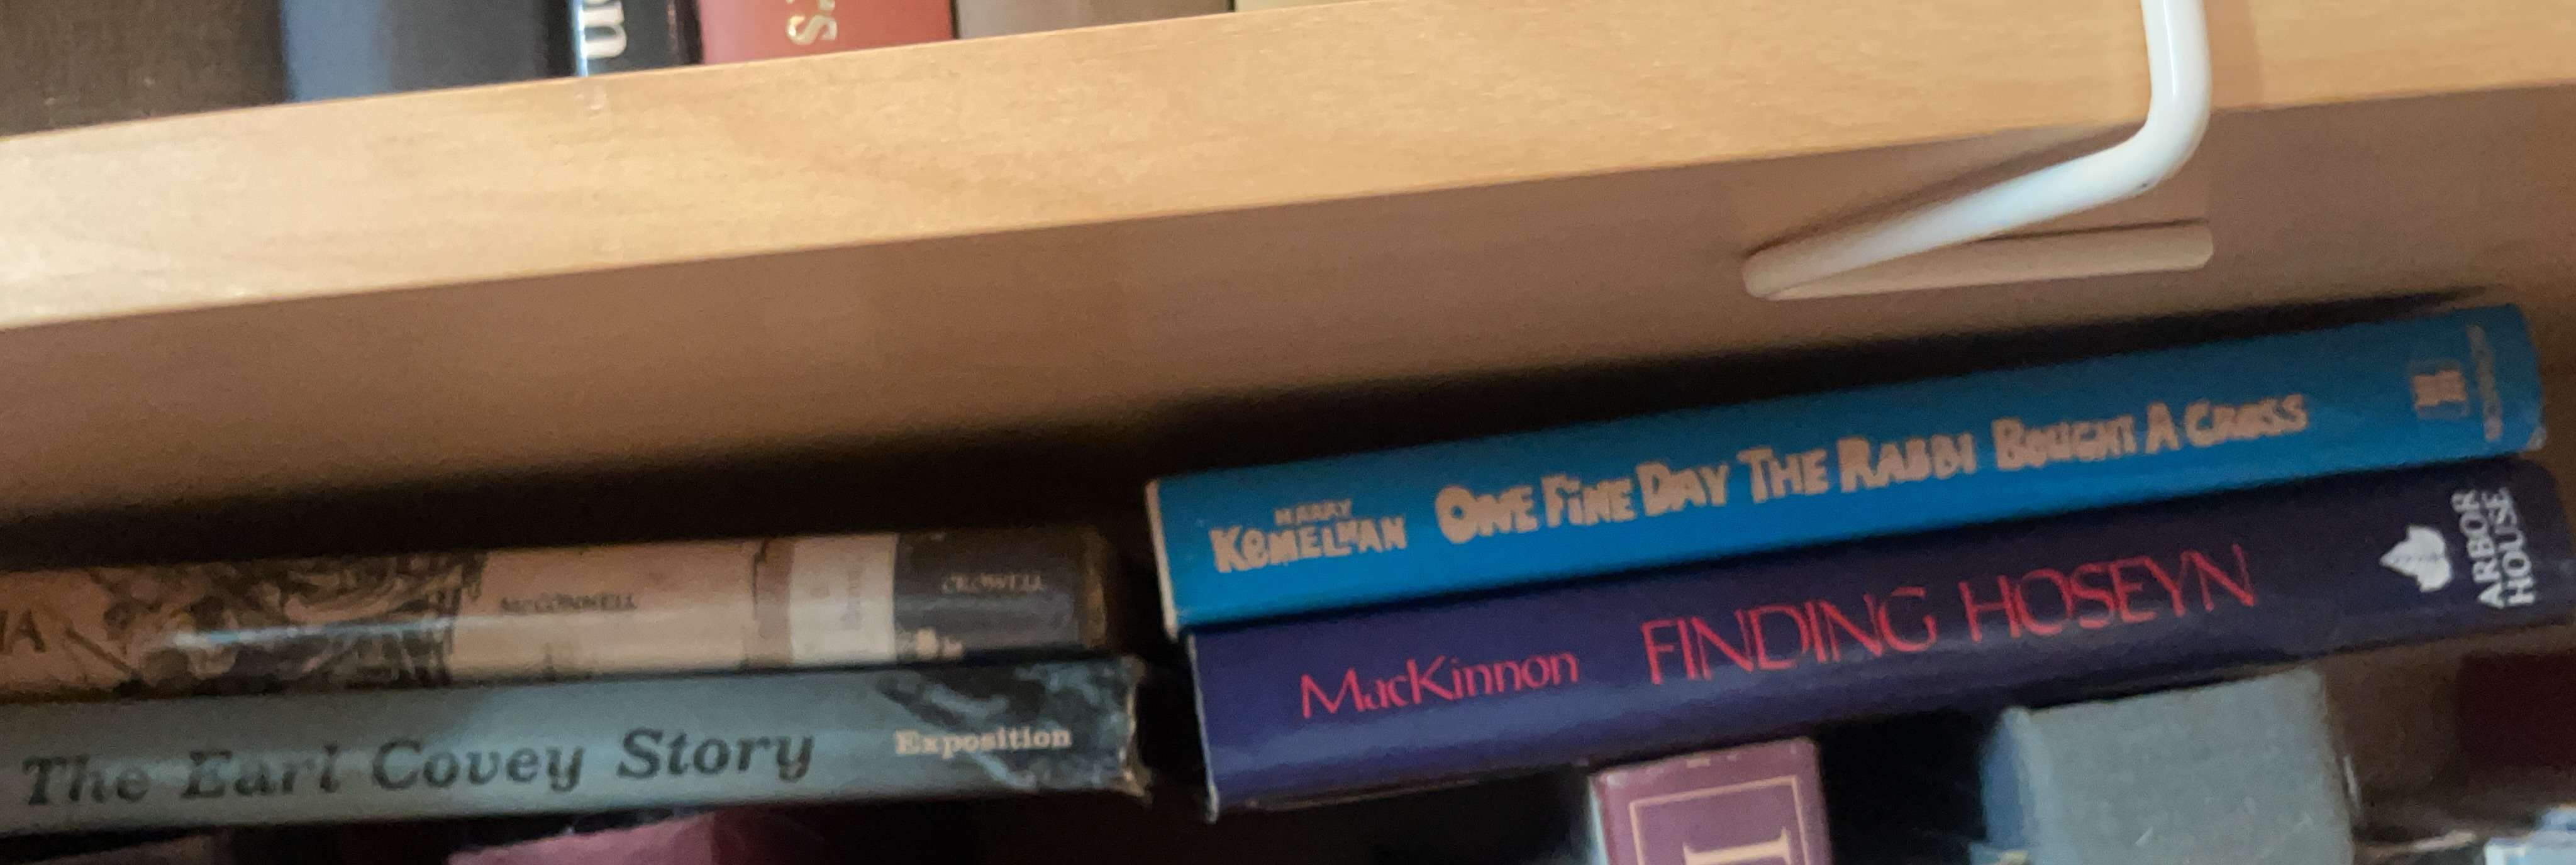 IA
McCONNELL
CROWELL
The Earl Covey Story
Exposition
HARRY
KEMELMAN
ONE FINE DAY THE RABBI BOUGHT A CROSS
MacKinnon
FINDING HOSEYN
ARBOR
HOUSE